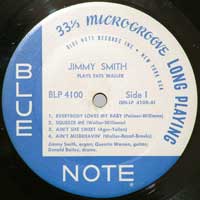 33⅓ MICROGROOVE LONG PLAYING
BLUE NOTE RECORDS INC • NEW YORK USA
JIMMY SMITH
PLAYS FATS WALLER
BLP 4100
Side 1
(BN-LP 4100-A)
1. EVERYBODY LOVES MY BABY (Palmer-Williams)
2. SQUEEZE ME (Waller-Williams)
3. AIN'T SHE SWEET (Ager-Yellen)
4. AIN'T MISBEHAVIN' (Waller-Razaf-Brooks)
Jimmy Smith, organ; Quentin Warren, guitar;
Donald Bailey, drums.
BLUE
NOTE